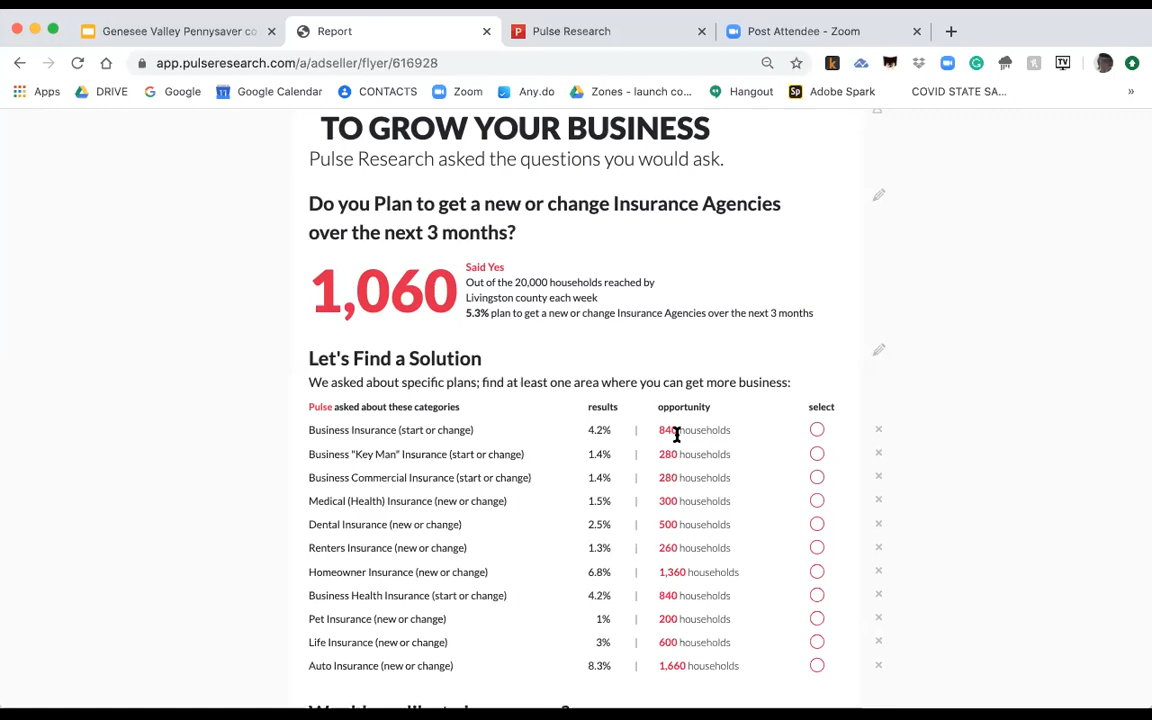 Genesee Valley Pennysaver co
Report
Pulse Research
Post Attendee - Zoom
app.pulseresearch.com/a/adseller/flyer/616928
Apps DRIVE Google Google Calendar CONTACTS Zoom Any.do Zones - launch co... Hangout Adobe Spark COVID STATE SA... »
TO GROW YOUR BUSINESS
Pulse Research asked the questions you would ask.
Do you Plan to get a new or change Insurance Agencies
over the next 3 months?
1,060
Said Yes
Out of the 20,000 households reached by
Livingston county each week
5.3% plan to get a new or change Insurance Agencies over the next 3 months
Let's Find a Solution
We asked about specific plans; find at least one area where you can get more business:
Pulse asked about these categories results opportunity select
Business Insurance (start or change) 4.2% | 840 households
Business "Key Man" Insurance (start or change) 1.4% | 280 households
Business Commercial Insurance (start or change) 1.4% | 280 households
Medical (Health) Insurance (new or change) 1.5% | 300 households
Dental Insurance (new or change) 2.5% | 500 households
Renters Insurance (new or change) 1.3% | 260 households
Homeowner Insurance (new or change) 6.8% | 1,360 households
Business Health Insurance (start or change) 4.2% | 840 households
Pet Insurance (new or change) 1% | 200 households
Life Insurance (new or change) 3% | 600 households
Auto Insurance (new or change) 8.3% | 1,660 households